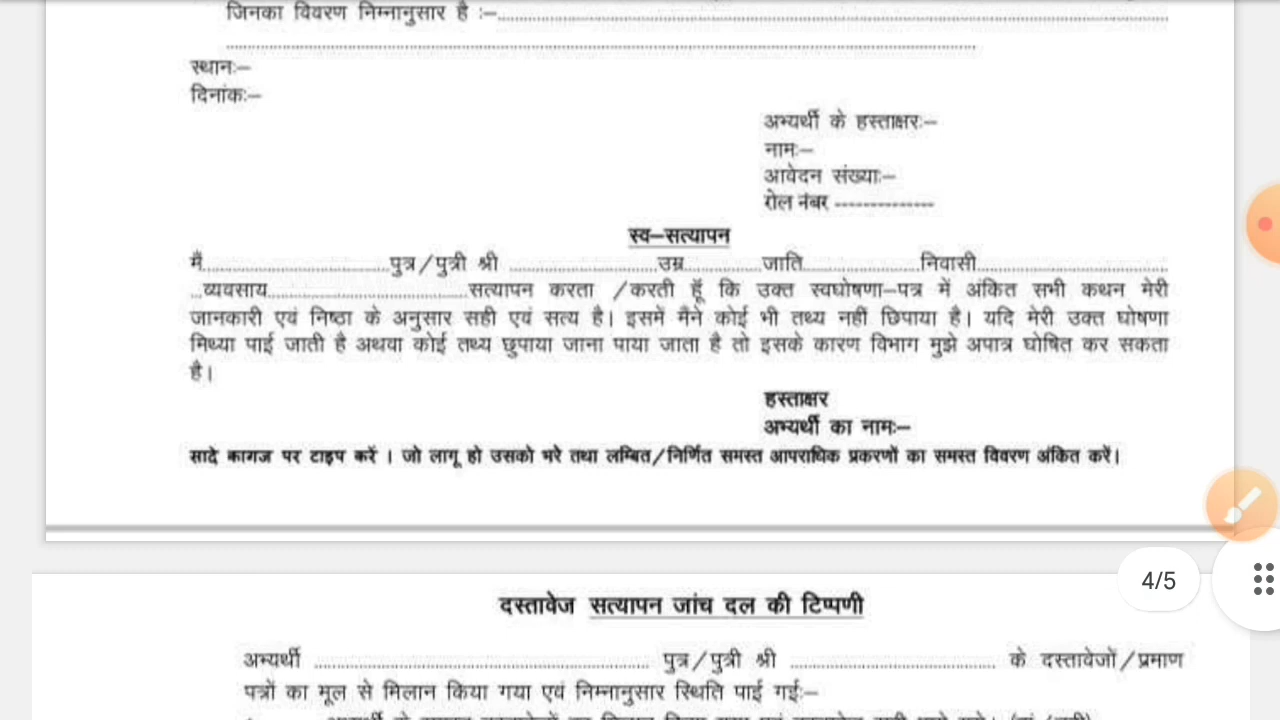 जिनका विवरण निम्नानुसार है :–............................................................
............................................................
स्थानः–
दिनांकः–
अभ्यर्थी के हस्ताक्षरः–
नामः–
आवेदन संख्याः–
रोल नंबर --------------
स्व–सत्यापन
मैं..............................पुत्र/पुत्री श्री .........................उम्र.............जाति...................निवासी...............................
..व्यवसाय.................................सत्यापन करता /करती हूँ कि उक्त स्वघोषणा–पत्र में अंकित सभी कथन मेरी
जानकारी एवं निष्ठा के अनुसार सही एवं सत्य है। इसमें मैंने कोई भी तथ्य नहीं छिपाया है। यदि मेरी उक्त घोषणा
मिथ्या पाई जाती है अथवा कोई तथ्य छुपाया जाना पाया जाता है तो इसके कारण विभाग मुझे अपात्र घोषित कर सकता
है।
हस्ताक्षर
अभ्यर्थी का नामः–
सादे कागज पर टाइप करें । जो लागू हो उसको भरे तथा लम्बित/निर्णित समस्त आपराधिक प्रकरणों का समस्त विवरण अंकित करें।
4/5
दस्तावेज सत्यापन जांच दल की टिप्पणी
अभ्यर्थी ........................................................ पुत्र/पुत्री श्री .................................. के दस्तावेजों/प्रमाण
पत्रों का मूल से मिलान किया गया एवं निम्नानुसार स्थिति पाई गईः–